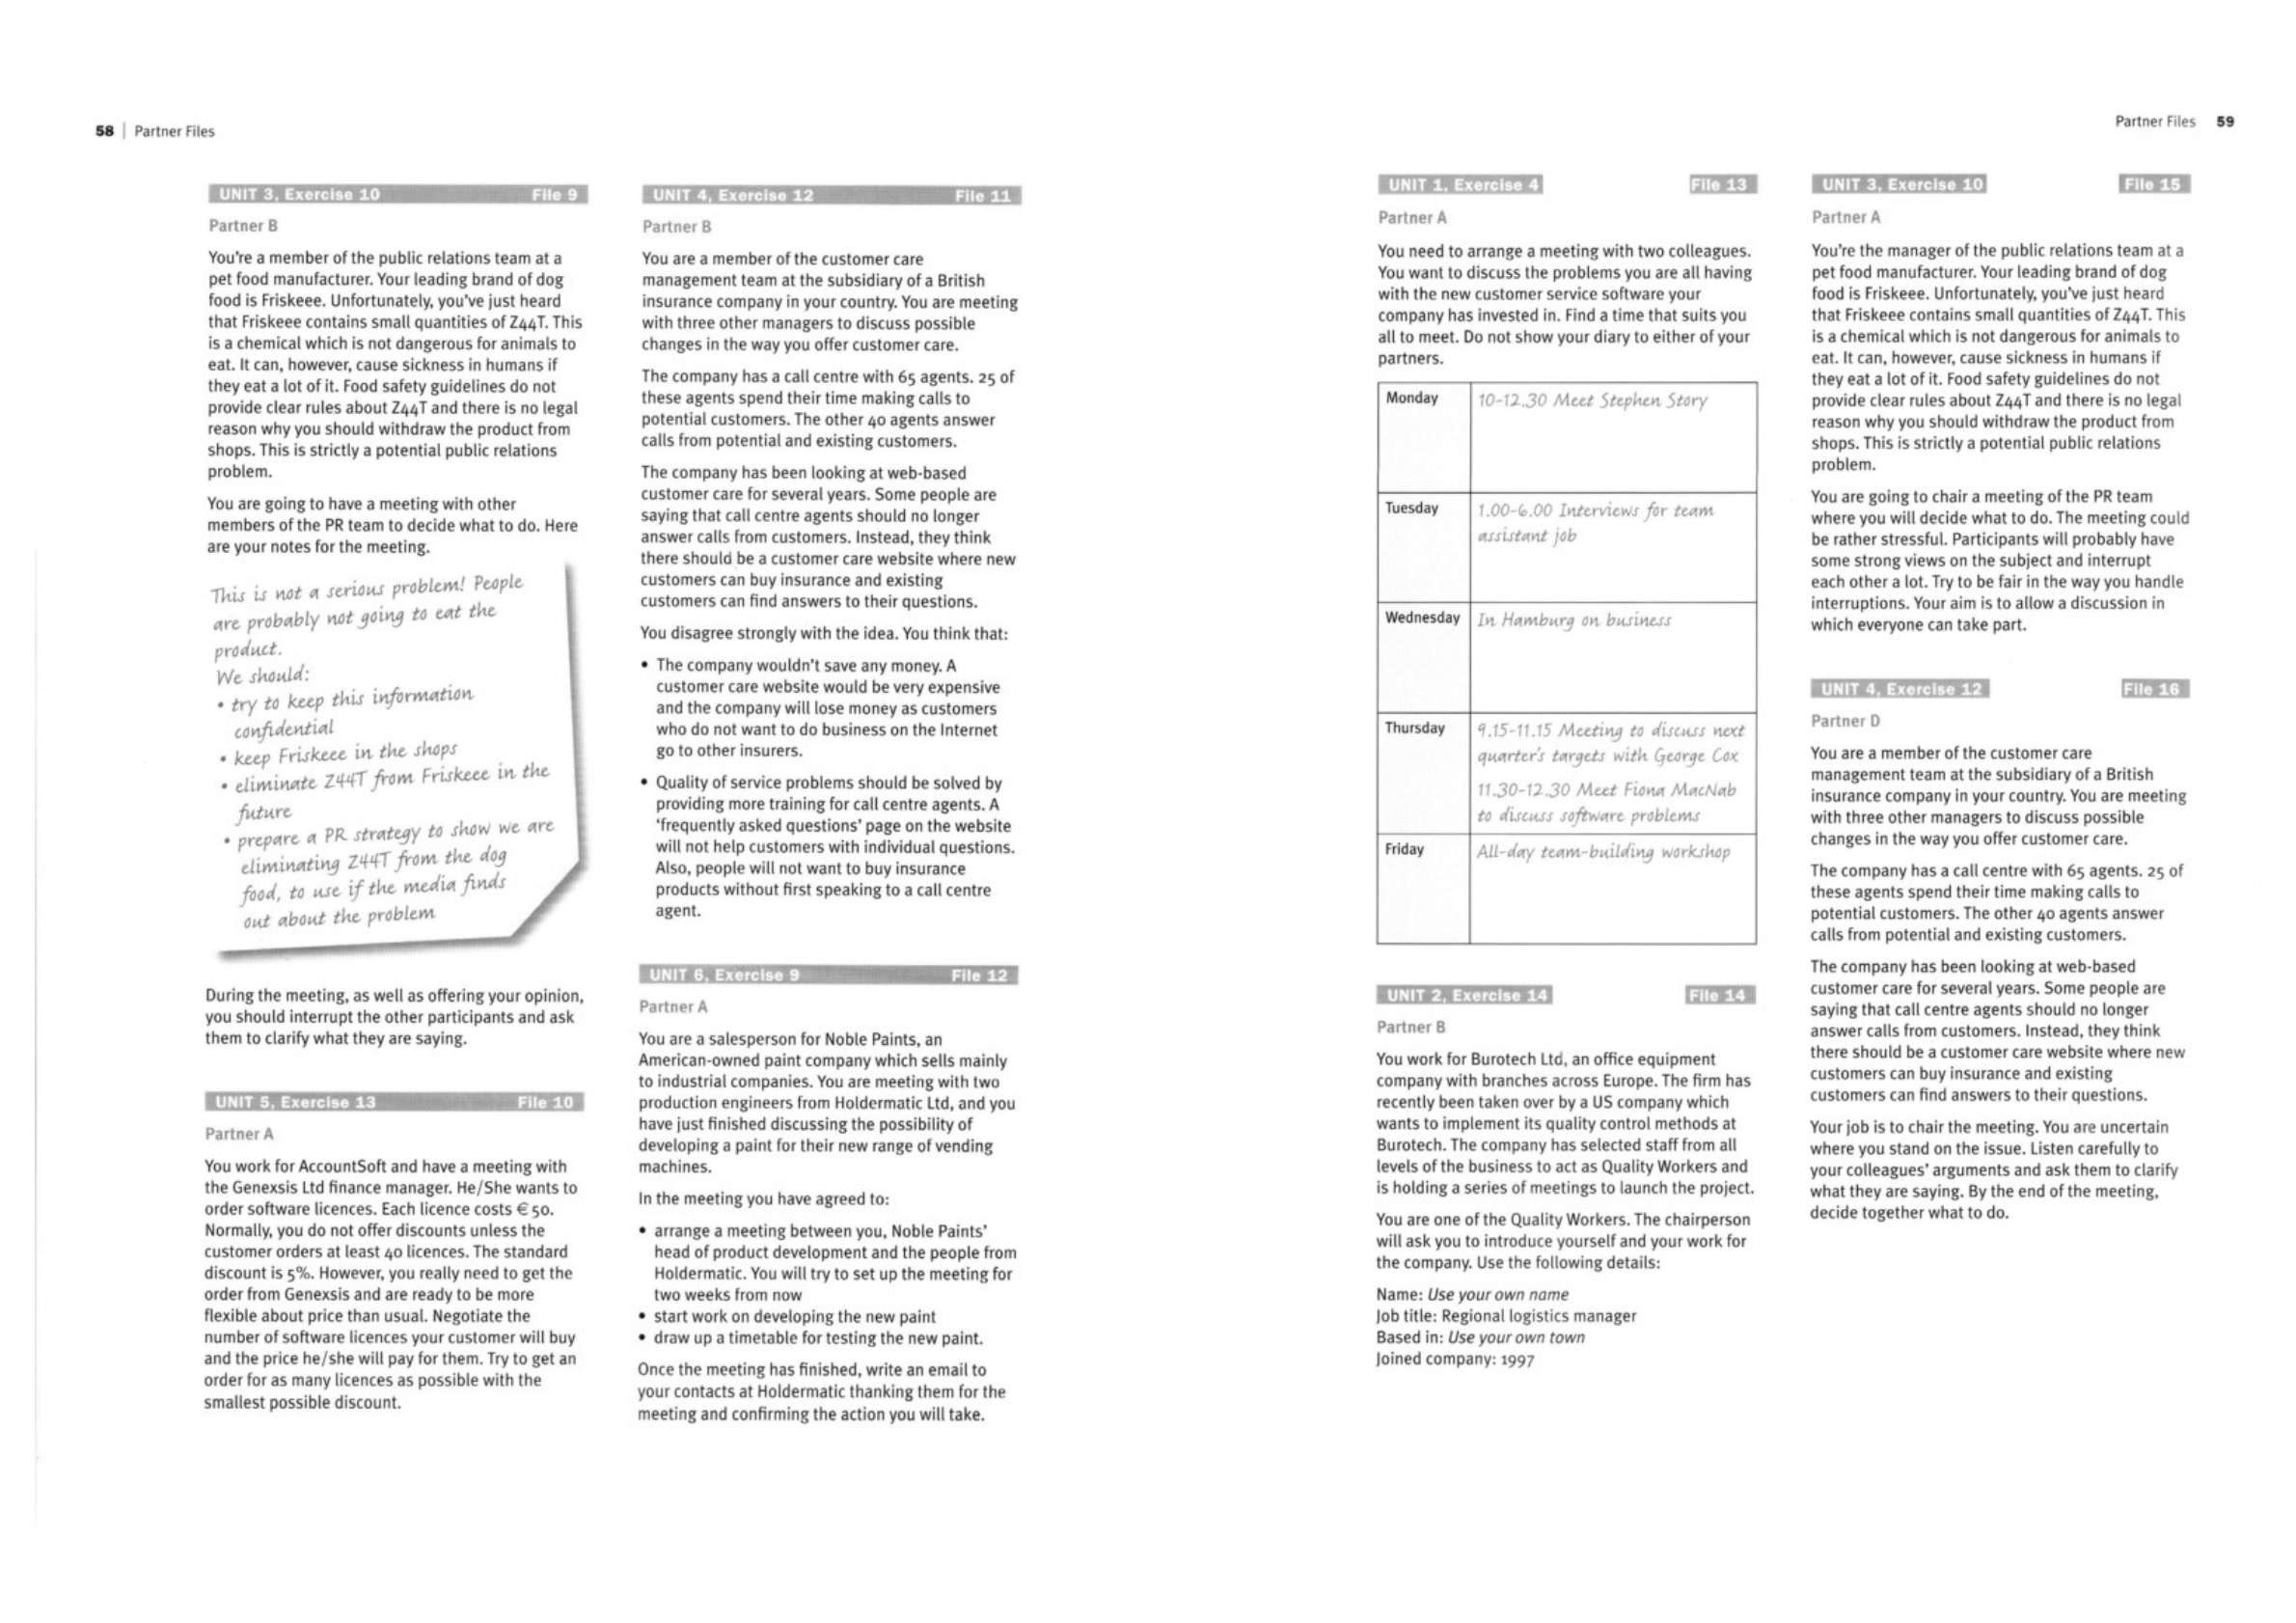 58 | Partner Files
UNIT 3, Exercise 10 File 9
Partner B
You're a member of the public relations team at a
pet food manufacturer. Your leading brand of dog
food is Friskeee. Unfortunately, you've just heard
that Friskeee contains small quantities of Z44T. This
is a chemical which is not dangerous for animals to
eat. It can, however, cause sickness in humans if
they eat a lot of it. Food safety guidelines do not
provide clear rules about Z44T and there is no legal
reason why you should withdraw the product from
shops. This is strictly a potential public relations
problem.
You are going to have a meeting with other
members of the PR team to decide what to do. Here
are your notes for the meeting.
This is not a serious problem! People
are probably not going to eat the
product.
We should:
• try to keep this information
confidential
• keep Friskeee in the shops
• eliminate Z44T from Friskeee in the
future
• prepare a PR strategy to show we are
eliminating Z44T from the dog
food, to use if the media finds
out about the problem
During the meeting, as well as offering your opinion,
you should interrupt the other participants and ask
them to clarify what they are saying.
UNIT 5, Exercise 13 File 10
Partner A
You work for AccountSoft and have a meeting with
the Genexsis Ltd finance manager. He/She wants to
order software licences. Each licence costs €50.
Normally, you do not offer discounts unless the
customer orders at least 40 licences. The standard
discount is 5%. However, you really need to get the
order from Genexsis and are ready to be more
flexible about price than usual. Negotiate the
number of software licences your customer will buy
and the price he/she will pay for them. Try to get an
order for as many licences as possible with the
smallest possible discount.
UNIT 4, Exercise 12 File 11
Partner B
You are a member of the customer care
management team at the subsidiary of a British
insurance company in your country. You are meeting
with three other managers to discuss possible
changes in the way you offer customer care.
The company has a call centre with 65 agents. 25 of
these agents spend their time making calls to
potential customers. The other 40 agents answer
calls from potential and existing customers.
The company has been looking at web-based
customer care for several years. Some people are
saying that call centre agents should no longer
answer calls from customers. Instead, they think
there should be a customer care website where new
customers can buy insurance and existing
customers can find answers to their questions.
You disagree strongly with the idea. You think that:
• The company wouldn't save any money. A
customer care website would be very expensive
and the company will lose money as customers
who do not want to do business on the Internet
go to other insurers.
• Quality of service problems should be solved by
providing more training for call centre agents. A
'frequently asked questions' page on the website
will not help customers with individual questions.
Also, people will not want to buy insurance
products without first speaking to a call centre
agent.
UNIT 6, Exercise 9 File 12
Partner A
You are a salesperson for Noble Paints, an
American-owned paint company which sells mainly
to industrial companies. You are meeting with two
production engineers from Holdermatic Ltd, and you
have just finished discussing the possibility of
developing a paint for their new range of vending
machines.
In the meeting you have agreed to:
• arrange a meeting between you, Noble Paints'
head of product development and the people from
Holdermatic. You will try to set up the meeting for
two weeks from now
• start work on developing the new paint
• draw up a timetable for testing the new paint.
Once the meeting has finished, write an email to
your contacts at Holdermatic thanking them for the
meeting and confirming the action you will take.
Partner Files 59
UNIT 1, Exercise 4 File 13
Partner A
You need to arrange a meeting with two colleagues.
You want to discuss the problems you are all having
with the new customer service software your
company has invested in. Find a time that suits you
all to meet. Do not show your diary to either of your
partners.
Monday 10-12.30 Meet Stephen Story
Tuesday 1.00-6.00 Interviews for team
assistant job
Wednesday In Hamburg on business
Thursday 9.15-11.15 Meeting to discuss next
quarter's targets with George Cox
11.30-12.30 Meet Fiona MacNab
to discuss software problems
Friday All-day team-building workshop
UNIT 2, Exercise 14 File 14
Partner B
You work for Burotech Ltd, an office equipment
company with branches across Europe. The firm has
recently been taken over by a US company which
wants to implement its quality control methods at
Burotech. The company has selected staff from all
levels of the business to act as Quality Workers and
is holding a series of meetings to launch the project.
You are one of the Quality Workers. The chairperson
will ask you to introduce yourself and your work for
the company. Use the following details:
Name: Use your own name
Job title: Regional logistics manager
Based in: Use your own town
Joined company: 1997
UNIT 3, Exercise 10 File 15
Partner A
You're the manager of the public relations team at a
pet food manufacturer. Your leading brand of dog
food is Friskeee. Unfortunately, you've just heard
that Friskeee contains small quantities of Z44T. This
is a chemical which is not dangerous for animals to
eat. It can, however, cause sickness in humans if
they eat a lot of it. Food safety guidelines do not
provide clear rules about Z44T and there is no legal
reason why you should withdraw the product from
shops. This is strictly a potential public relations
problem.
You are going to chair a meeting of the PR team
where you will decide what to do. The meeting could
be rather stressful. Participants will probably have
some strong views on the subject and interrupt
each other a lot. Try to be fair in the way you handle
interruptions. Your aim is to allow a discussion in
which everyone can take part.
UNIT 4, Exercise 12 File 16
Partner D
You are a member of the customer care
management team at the subsidiary of a British
insurance company in your country. You are meeting
with three other managers to discuss possible
changes in the way you offer customer care.
The company has a call centre with 65 agents. 25 of
these agents spend their time making calls to
potential customers. The other 40 agents answer
calls from potential and existing customers.
The company has been looking at web-based
customer care for several years. Some people are
saying that call centre agents should no longer
answer calls from customers. Instead, they think
there should be a customer care website where new
customers can buy insurance and existing
customers can find answers to their questions.
Your job is to chair the meeting. You are uncertain
where you stand on the issue. Listen carefully to
your colleagues' arguments and ask them to clarify
what they are saying. By the end of the meeting,
decide together what to do.